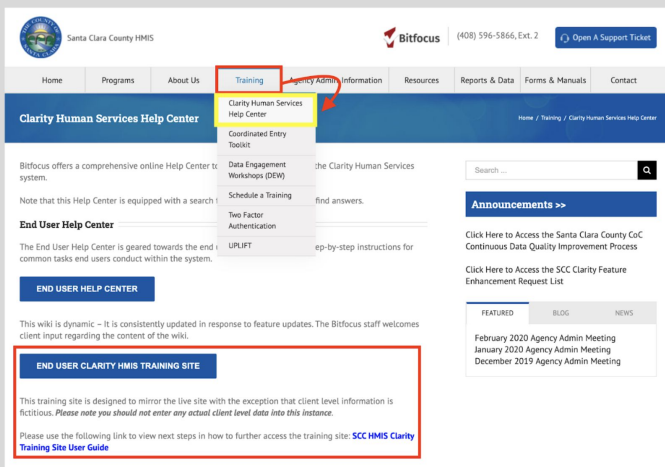 THE COUNTY OF
SANTA CLARA
Santa Clara County HMIS
Bitfocus
(408) 596-5866, Ext. 2
Open A Support Ticket
Home
Programs
About Us
Training
Agency Admin Information
Resources
Reports & Data
Forms & Manuals
Contact
Clarity Human Services
Help Center
Coordinated Entry
Toolkit
Data Engagement
Workshops (DEW)
Schedule a Training
Two Factor
Authentication
UPLIFT
Clarity Human Services Help Center
Home / Training / Clarity Human Services Help Center
Bitfocus offers a comprehensive online Help Center to the Clarity Human Services
system.
Note that this Help Center is equipped with a search find answers.
End User Help Center
The End User Help Center is geared towards the end ep-by-step instructions for
common tasks end users conduct within the system.
END USER HELP CENTER
This wiki is dynamic – It is consistently updated in response to feature updates. The Bitfocus staff welcomes
client input regarding the content of the wiki.
END USER CLARITY HMIS TRAINING SITE
This training site is designed to mirror the live site with the exception that client level information is
fictitious. Please note you should not enter any actual client level data into this instance.
Please use the following link to view next steps in how to further access the training site: SCC HMIS Clarity
Training Site User Guide
Search ...
Announcements >>
Click Here to Access the Santa Clara County CoC
Continuous Data Quality Improvement Process
Click Here to Access the SCC Clarity Feature
Enhancement Request List
FEATURED
BLOG
NEWS
February 2020 Agency Admin Meeting
January 2020 Agency Admin Meeting
December 2019 Agency Admin Meeting